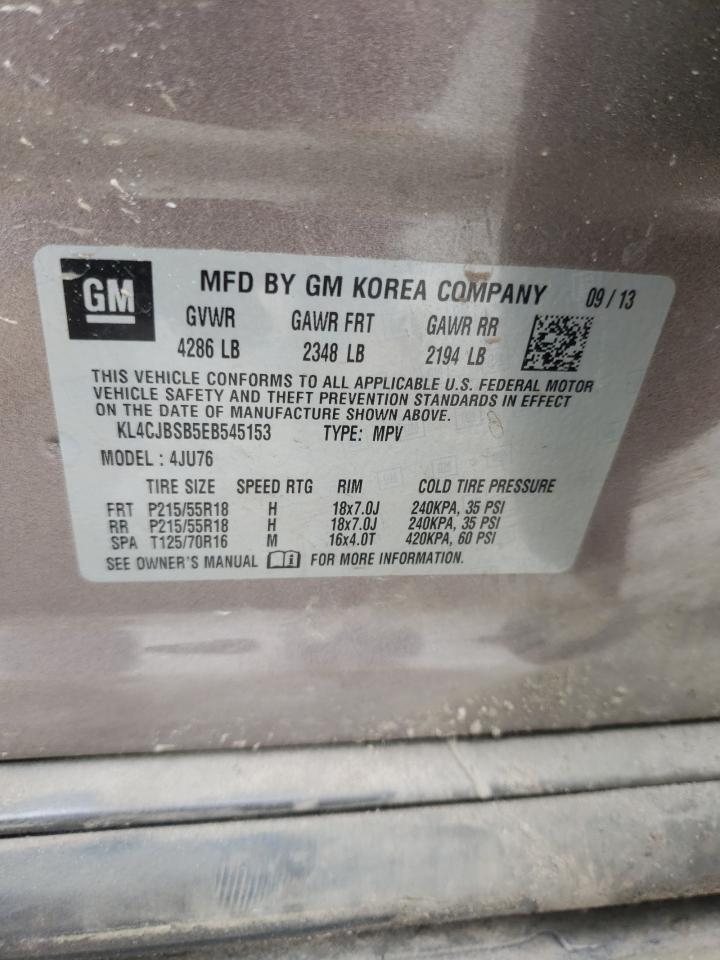 GM MFD BY GM KOREA COMPANY 09/13
GVWR GAWR FRT GAWR RR
4286 LB 2348 LB 2194 LB
THIS VEHICLE CONFORMS TO ALL APPLICABLE U.S. FEDERAL MOTOR
VEHICLE SAFETY AND THEFT PREVENTION STANDARDS IN EFFECT
ON THE DATE OF MANUFACTURE SHOWN ABOVE.
KL4CJBSB5EB545153 TYPE: MPV
MODEL : 4JU76
TIRE SIZE SPEED RTG RIM COLD TIRE PRESSURE
FRT P215/55R18 H 18x7.0J 240KPA, 35 PSI
RR P215/55R18 H 18x7.0J 240KPA, 35 PSI
SPA T125/70R16 M 16x4.0T 420KPA, 60 PSI
SEE OWNER'S MANUAL FOR MORE INFORMATION.